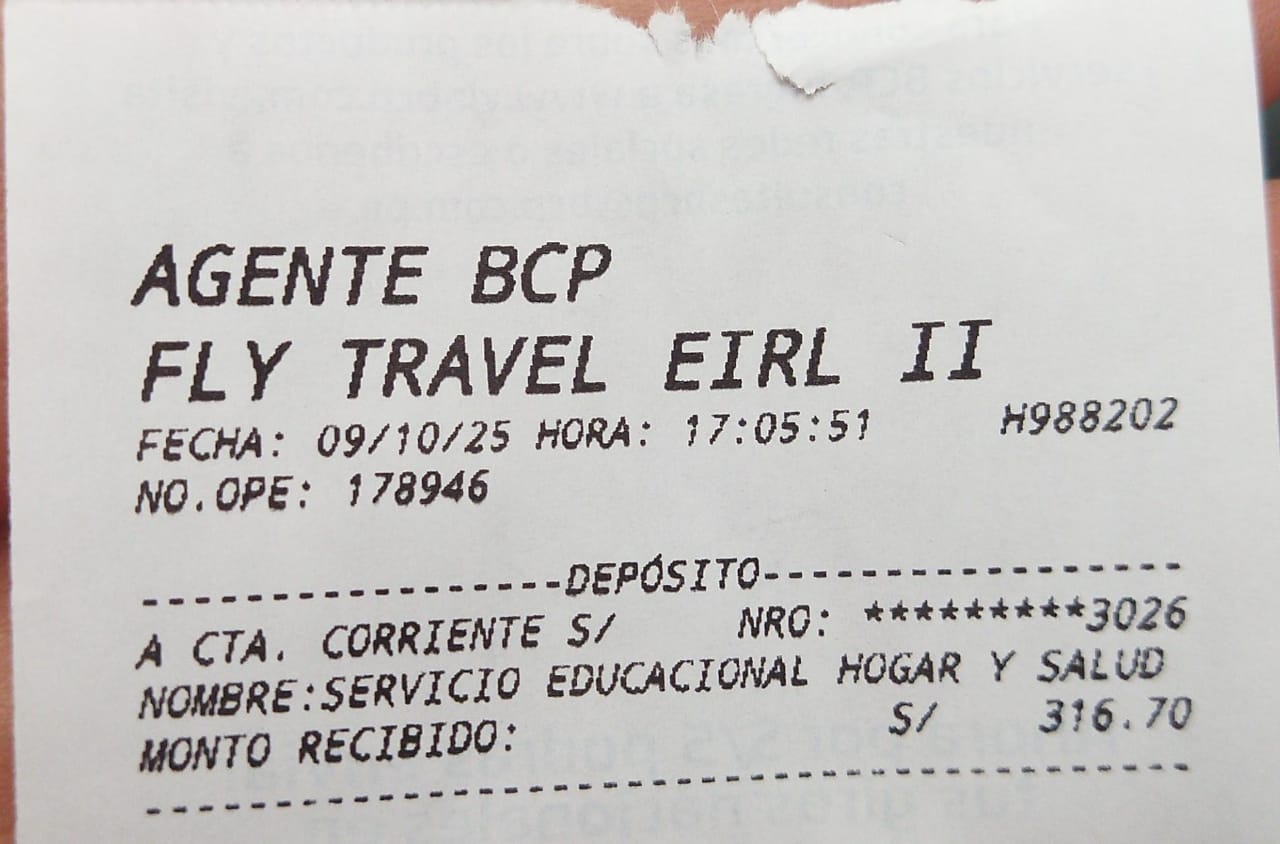 AGENTE BCP
FLY TRAVEL EIRL II
FECHA: 09/10/25 HORA: 17:05:51 H988202
NO.OPE: 178946
------------------DEPÓSITO------------------
A CTA. CORRIENTE S/ NRO: *********3026
NOMBRE:SERVICIO EDUCACIONAL HOGAR Y SALUD
MONTO RECIBIDO: S/ 316.70